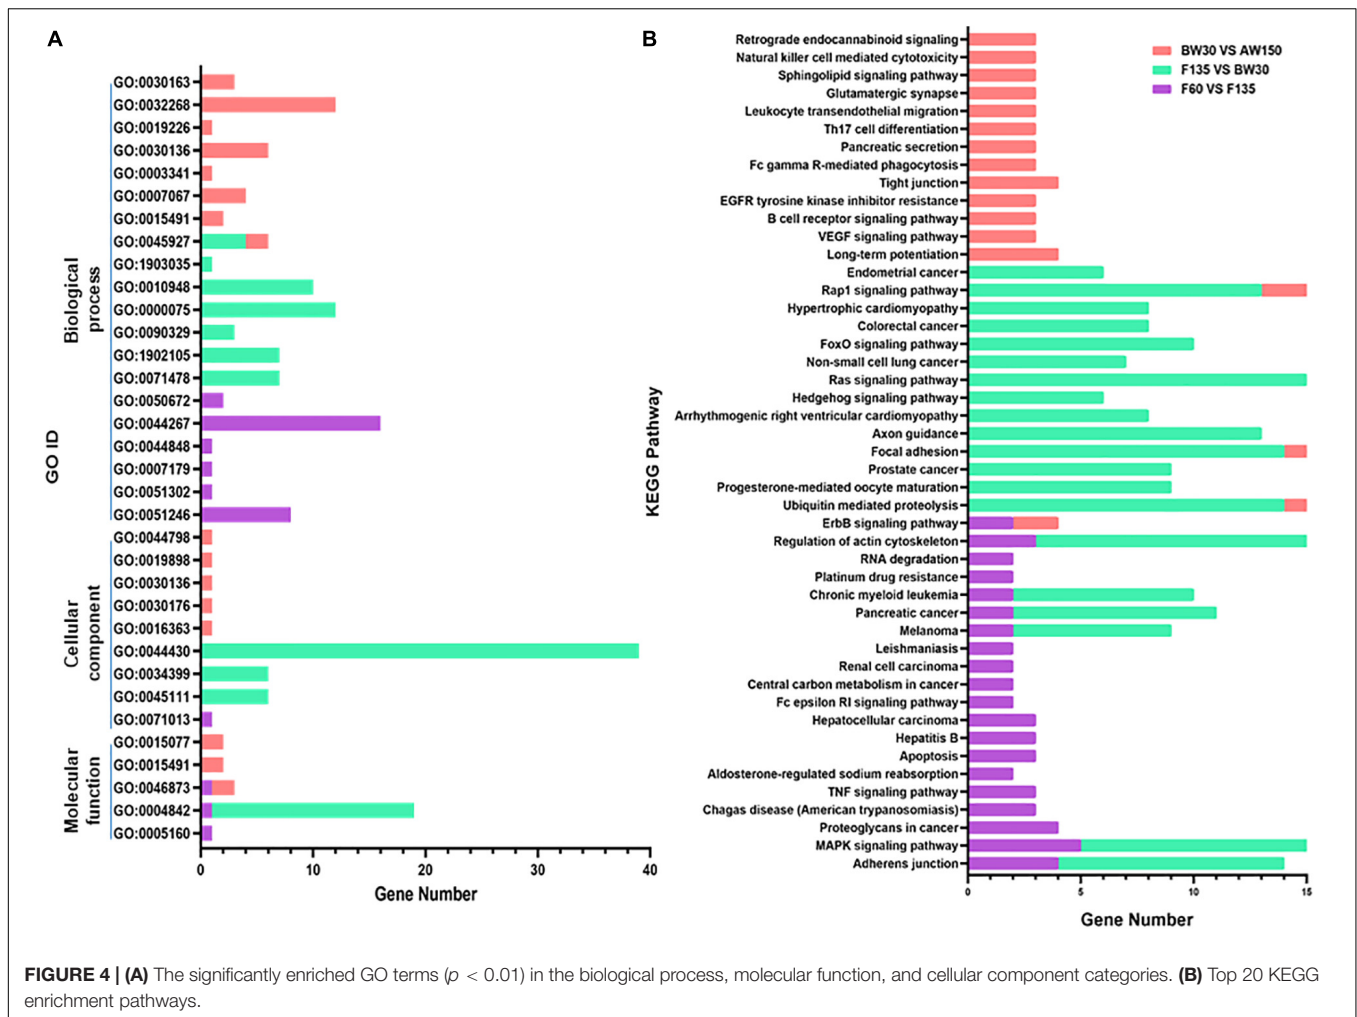 A
GO ID
Biological
process
GO:0030163
GO:0032268
GO:0019226
GO:0030136
GO:0003341
GO:0007067
GO:0015491
GO:0045927
GO:1903035
GO:0010948
GO:0000075
GO:0090329
GO:1902105
GO:0071478
GO:0050672
GO:0044267
GO:0044848
GO:0007179
GO:0051302
GO:0051246
Cellular
component
GO:0044798
GO:0019898
GO:0030136
GO:0030176
GO:0016363
GO:0044430
GO:0034399
GO:0045111
GO:0071013
Molecular
function
GO:0015077
GO:0015491
GO:0046873
GO:0004842
GO:0005160
0 10 20 30 40
Gene Number
B
KEGG Pathway
Retrograde endocannabinoid signaling
Natural killer cell mediated cytotoxicity
Sphingolipid signaling pathway
Glutamatergic synapse
Leukocyte transendothelial migration
Th17 cell differentiation
Pancreatic secretion
Fc gamma R-mediated phagocytosis
Tight junction
EGFR tyrosine kinase inhibitor resistance
B cell receptor signaling pathway
VEGF signaling pathway
Long-term potentiation
Endometrial cancer
Rap1 signaling pathway
Hypertrophic cardiomyopathy
Colorectal cancer
FoxO signaling pathway
Non-small cell lung cancer
Ras signaling pathway
Hedgehog signaling pathway
Arrhythmogenic right ventricular cardiomyopathy
Axon guidance
Focal adhesion
Prostate cancer
Progesterone-mediated oocyte maturation
Ubiquitin mediated proteolysis
ErbB signaling pathway
Regulation of actin cytoskeleton
RNA degradation
Platinum drug resistance
Chronic myeloid leukemia
Pancreatic cancer
Melanoma
Leishmaniasis
Renal cell carcinoma
Central carbon metabolism in cancer
Fc epsilon RI signaling pathway
Hepatocellular carcinoma
Hepatitis B
Apoptosis
Aldosterone-regulated sodium reabsorption
TNF signaling pathway
Chagas disease (American trypanosomiasis)
Proteoglycans in cancer
MAPK signaling pathway
Adherens junction
0 5 10 15
Gene Number
BW30 VS AW150
F135 VS BW30
F60 VS F135
FIGURE 4 | (A) The significantly enriched GO terms (p < 0.01) in the biological process, molecular function, and cellular component categories. (B) Top 20 KEGG
enrichment pathways.